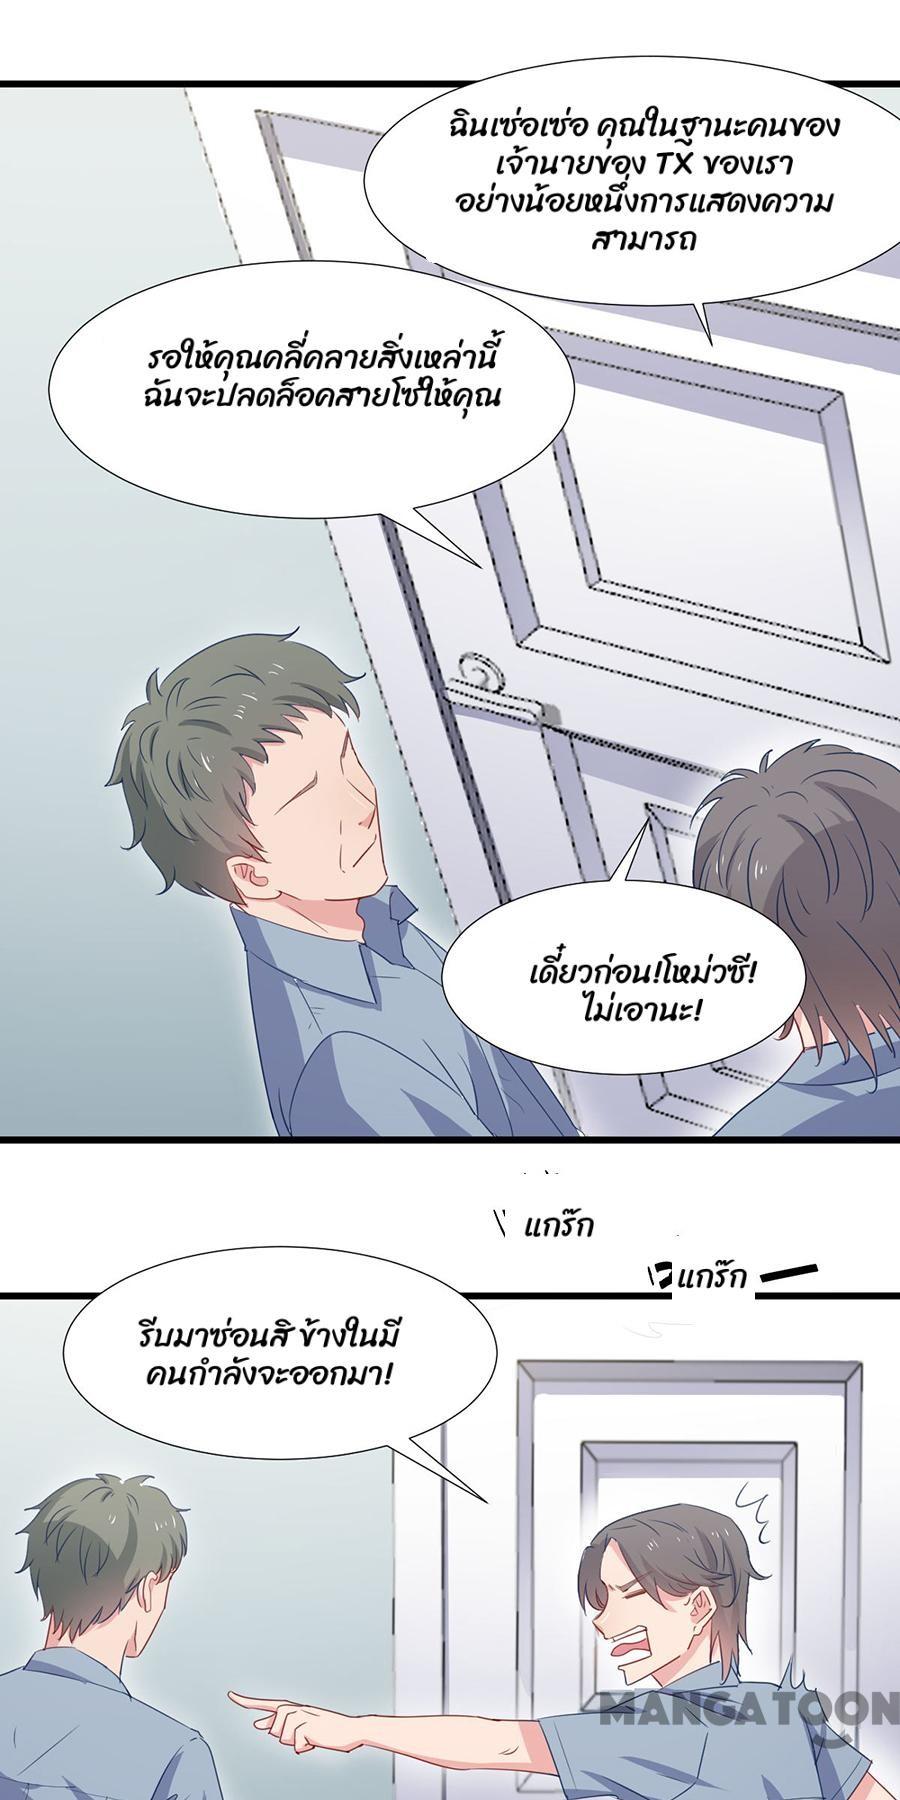 ฉินเซ่อเซ่อ คุณในฐานะคนของ
เจ้านายของ TX ของเรา
อย่างน้อยหนึ่งการแสดงความ
สามารถ
รอให้คุณคลี่คลายสิ่งเหล่านี้
ฉันจะปลดล็อคสายโซ่ให้คุณ
เดี๋ยวก่อน!โหม่วซี!
ไม่เอานะ!
แกร๊ก
แกร๊ก
รีบมาซ่อนสิ ข้างในมี
คนกำลังจะออกมา!
MANGATOON